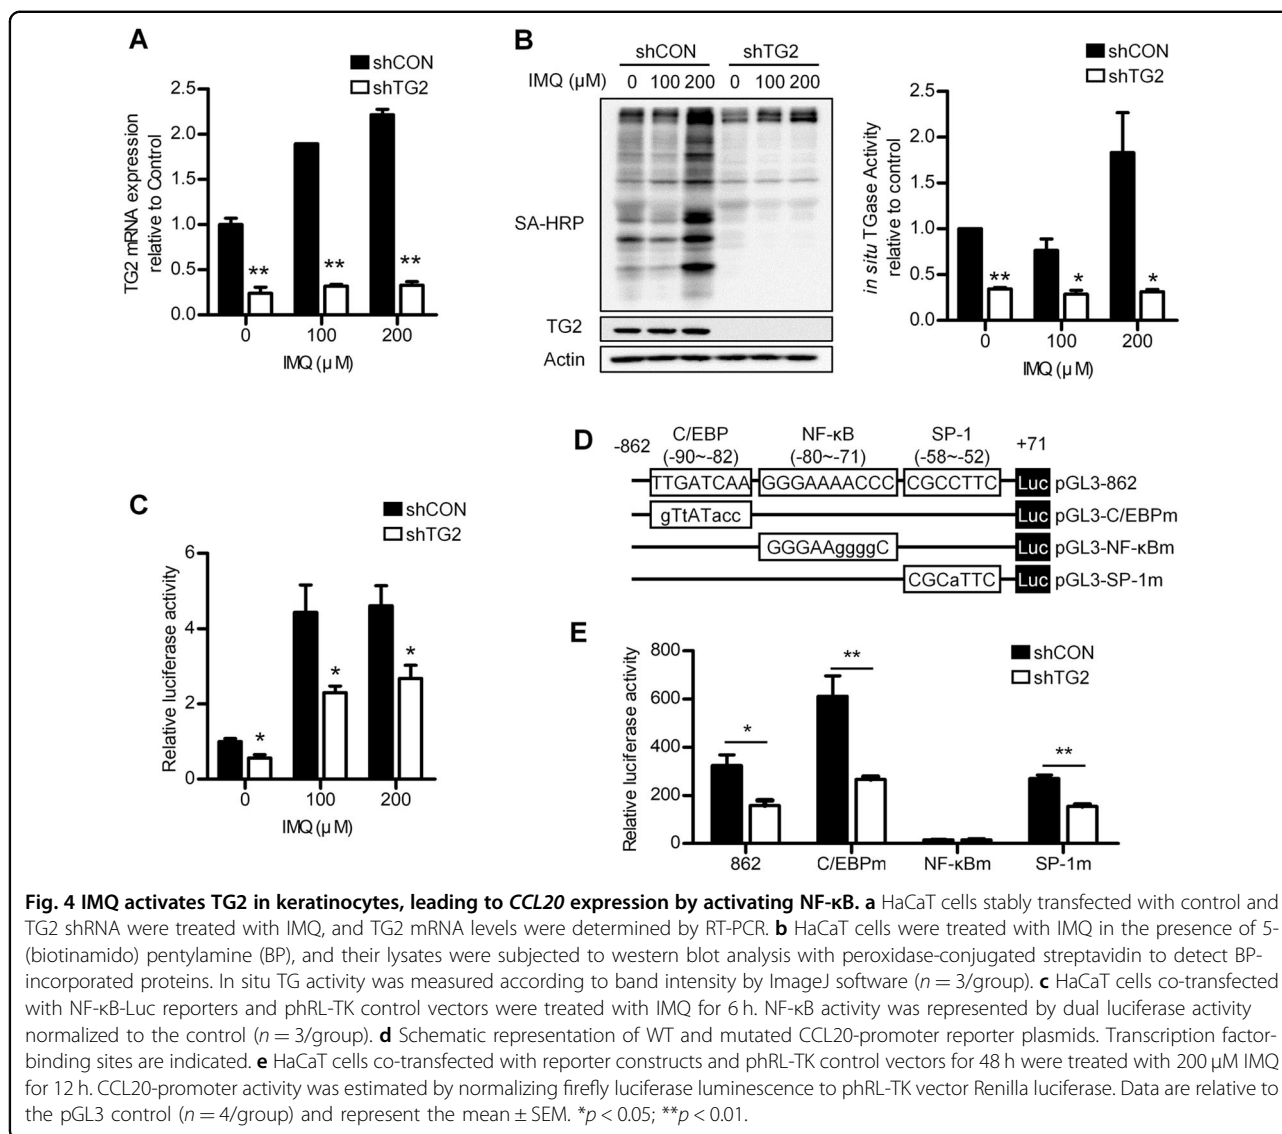 A
shCON
shTG2
TG2 mRNA expression
relative to Control
2.5
2.0
1.5
1.0
0.5
0.0
**
**
**
0
100
200
IMQ (µM)
B
shCON
shTG2
IMQ (µM)
0 100 200 0 100 200
SA-HRP
TG2
Actin
shCON
shTG2
in situ TGase Activity
relative to control
2.5
2.0
1.5
1.0
0.5
0.0
**
*
*
0
100
200
IMQ (µM)
C
shCON
shTG2
Relative luciferase activity
6
4
2
0
*
*
*
0
100
200
IMQ (µM)
D
-862
C/EBP
(-90~-82)
NF-κB
(-80~-71)
SP-1
(-58~-52)
+71
TTGATCAA GGGAAAACCC CGCCTTC Luc pGL3-862
gTtATacc Luc pGL3-C/EBPm
GGGAAggggC Luc pGL3-NF-κBm
CGCaTTC Luc pGL3-SP-1m
E
shCON
shTG2
Relative luciferase activity
800
600
400
200
0
*
**
**
862
C/EBPm
NF-κBm
SP-1m
Fig. 4 IMQ activates TG2 in keratinocytes, leading to CCL20 expression by activating NF-κB. a HaCaT cells stably transfected with control and
TG2 shRNA were treated with IMQ, and TG2 mRNA levels were determined by RT-PCR. b HaCaT cells were treated with IMQ in the presence of 5-
(biotinamido) pentylamine (BP), and their lysates were subjected to western blot analysis with peroxidase-conjugated streptavidin to detect BP-
incorporated proteins. In situ TG activity was measured according to band intensity by ImageJ software (n = 3/group). c HaCaT cells co-transfected
with NF-κB-Luc reporters and phRL-TK control vectors were treated with IMQ for 6 h. NF-κB activity was represented by dual luciferase activity
normalized to the control (n = 3/group). d Schematic representation of WT and mutated CCL20-promoter reporter plasmids. Transcription factor-
binding sites are indicated. e HaCaT cells co-transfected with reporter constructs and phRL-TK control vectors for 48 h were treated with 200 µM IMQ
for 12 h. CCL20-promoter activity was estimated by normalizing firefly luciferase luminescence to phRL-TK vector Renilla luciferase. Data are relative to
the pGL3 control (n = 4/group) and represent the mean ± SEM. *p < 0.05; **p < 0.01.